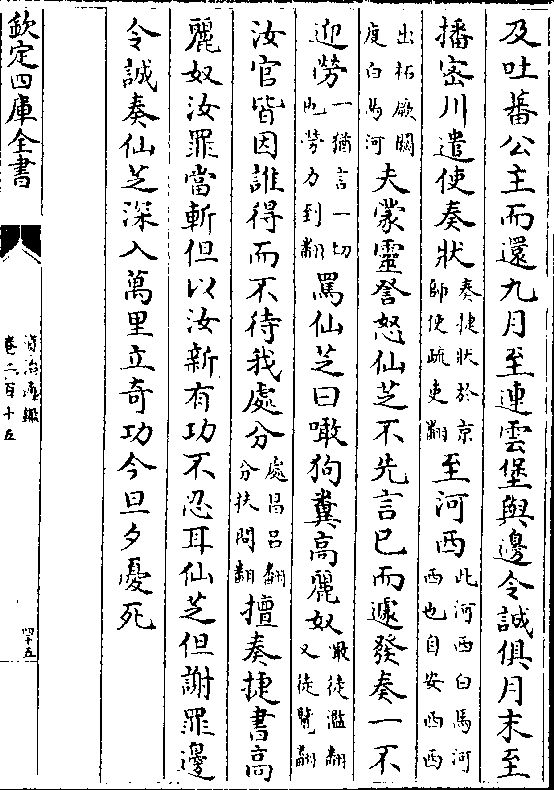 及吐蕃公主而還九月至連雲堡與邊令誠俱月末至
播密川遣使奏狀奏捷狀於京師使疏吏翻至河西此河西白馬河西也自安西西
出柘厥關度白馬河夫蒙靈詧怒仙芝不先言已而遽發奏一不
迎勞一猶言一切也勞力到翻罵仙芝曰噉狗糞高麗奴噉徒濫翻又徒覽翻
汝官皆因誰得而不待我處分處昌呂翻分扶問翻擅奏捷書高
麗奴汝罪當斬但以汝新有功不忍耳仙芝但謝罪邊
令誠奏仙芝深入萬里立奇功今旦夕憂死
欽定四庫全書
資治通鑑
卷二百十五
四十五